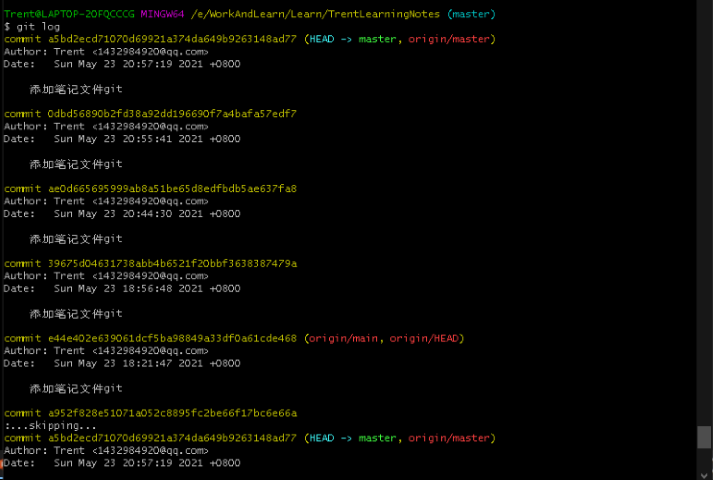 Trent@LAPTOP-2OFQCCCG MINGW64 /e/WorkAndLearn/Learn/TrentLearningNotes (master)
$ git log
commit a5bd2ecd71070d69921a374da649b9263148ad77 (HEAD -> master, origin/master)
Author: Trent <1432984920@qq.com>
Date:   Sun May 23 20:57:19 2021 +0800
添加笔记文件git
commit 0dbd56890b2fd38a92dd196690f7a4bafa57edf7
Author: Trent <1432984920@qq.com>
Date:   Sun May 23 20:55:41 2021 +0800
添加笔记文件git
commit ae0d665695999ab8a51be65d8edfbdb5ae637fa8
Author: Trent <1432984920@qq.com>
Date:   Sun May 23 20:44:30 2021 +0800
添加笔记文件git
commit 39675d04631738abb4b6521f20bbf3638387479a
Author: Trent <1432984920@qq.com>
Date:   Sun May 23 18:56:48 2021 +0800
添加笔记文件git
commit e44e402e639061dcf5ba98849a33df0a61cde468 (origin/main, origin/HEAD)
Author: Trent <1432984920@qq.com>
Date:   Sun May 23 18:21:47 2021 +0800
添加笔记文件git
commit a952f828e51071a052c8895fc2be66f17bc6e66a
:...skipping...
commit a5bd2ecd71070d69921a374da649b9263148ad77 (HEAD -> master, origin/master)
Author: Trent <1432984920@qq.com>
Date:   Sun May 23 20:57:19 2021 +0800